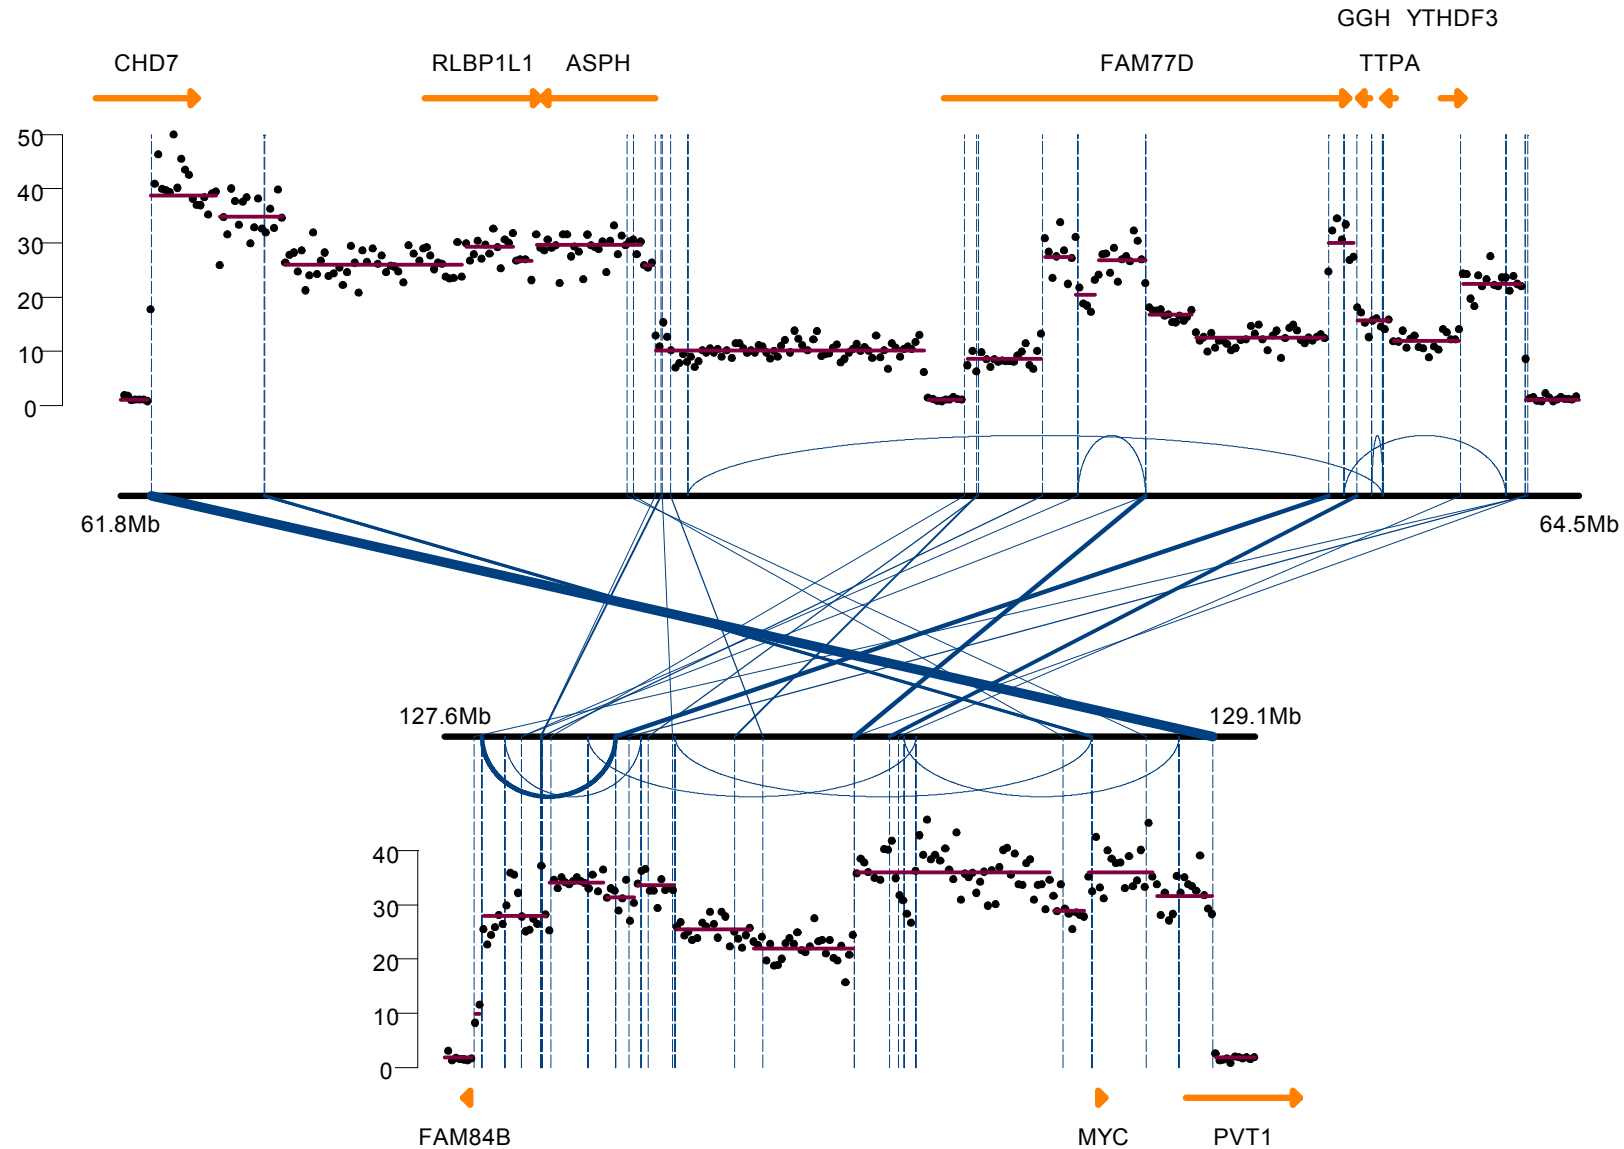 GGH YTHDF3
CHD7 RLBP1L1 ASPH FAM77D TTPA
50
40
30
20
10
0
61.8Mb 64.5Mb
127.6Mb 129.1Mb
40
30
20
10
0
FAM84B MYC PVT1